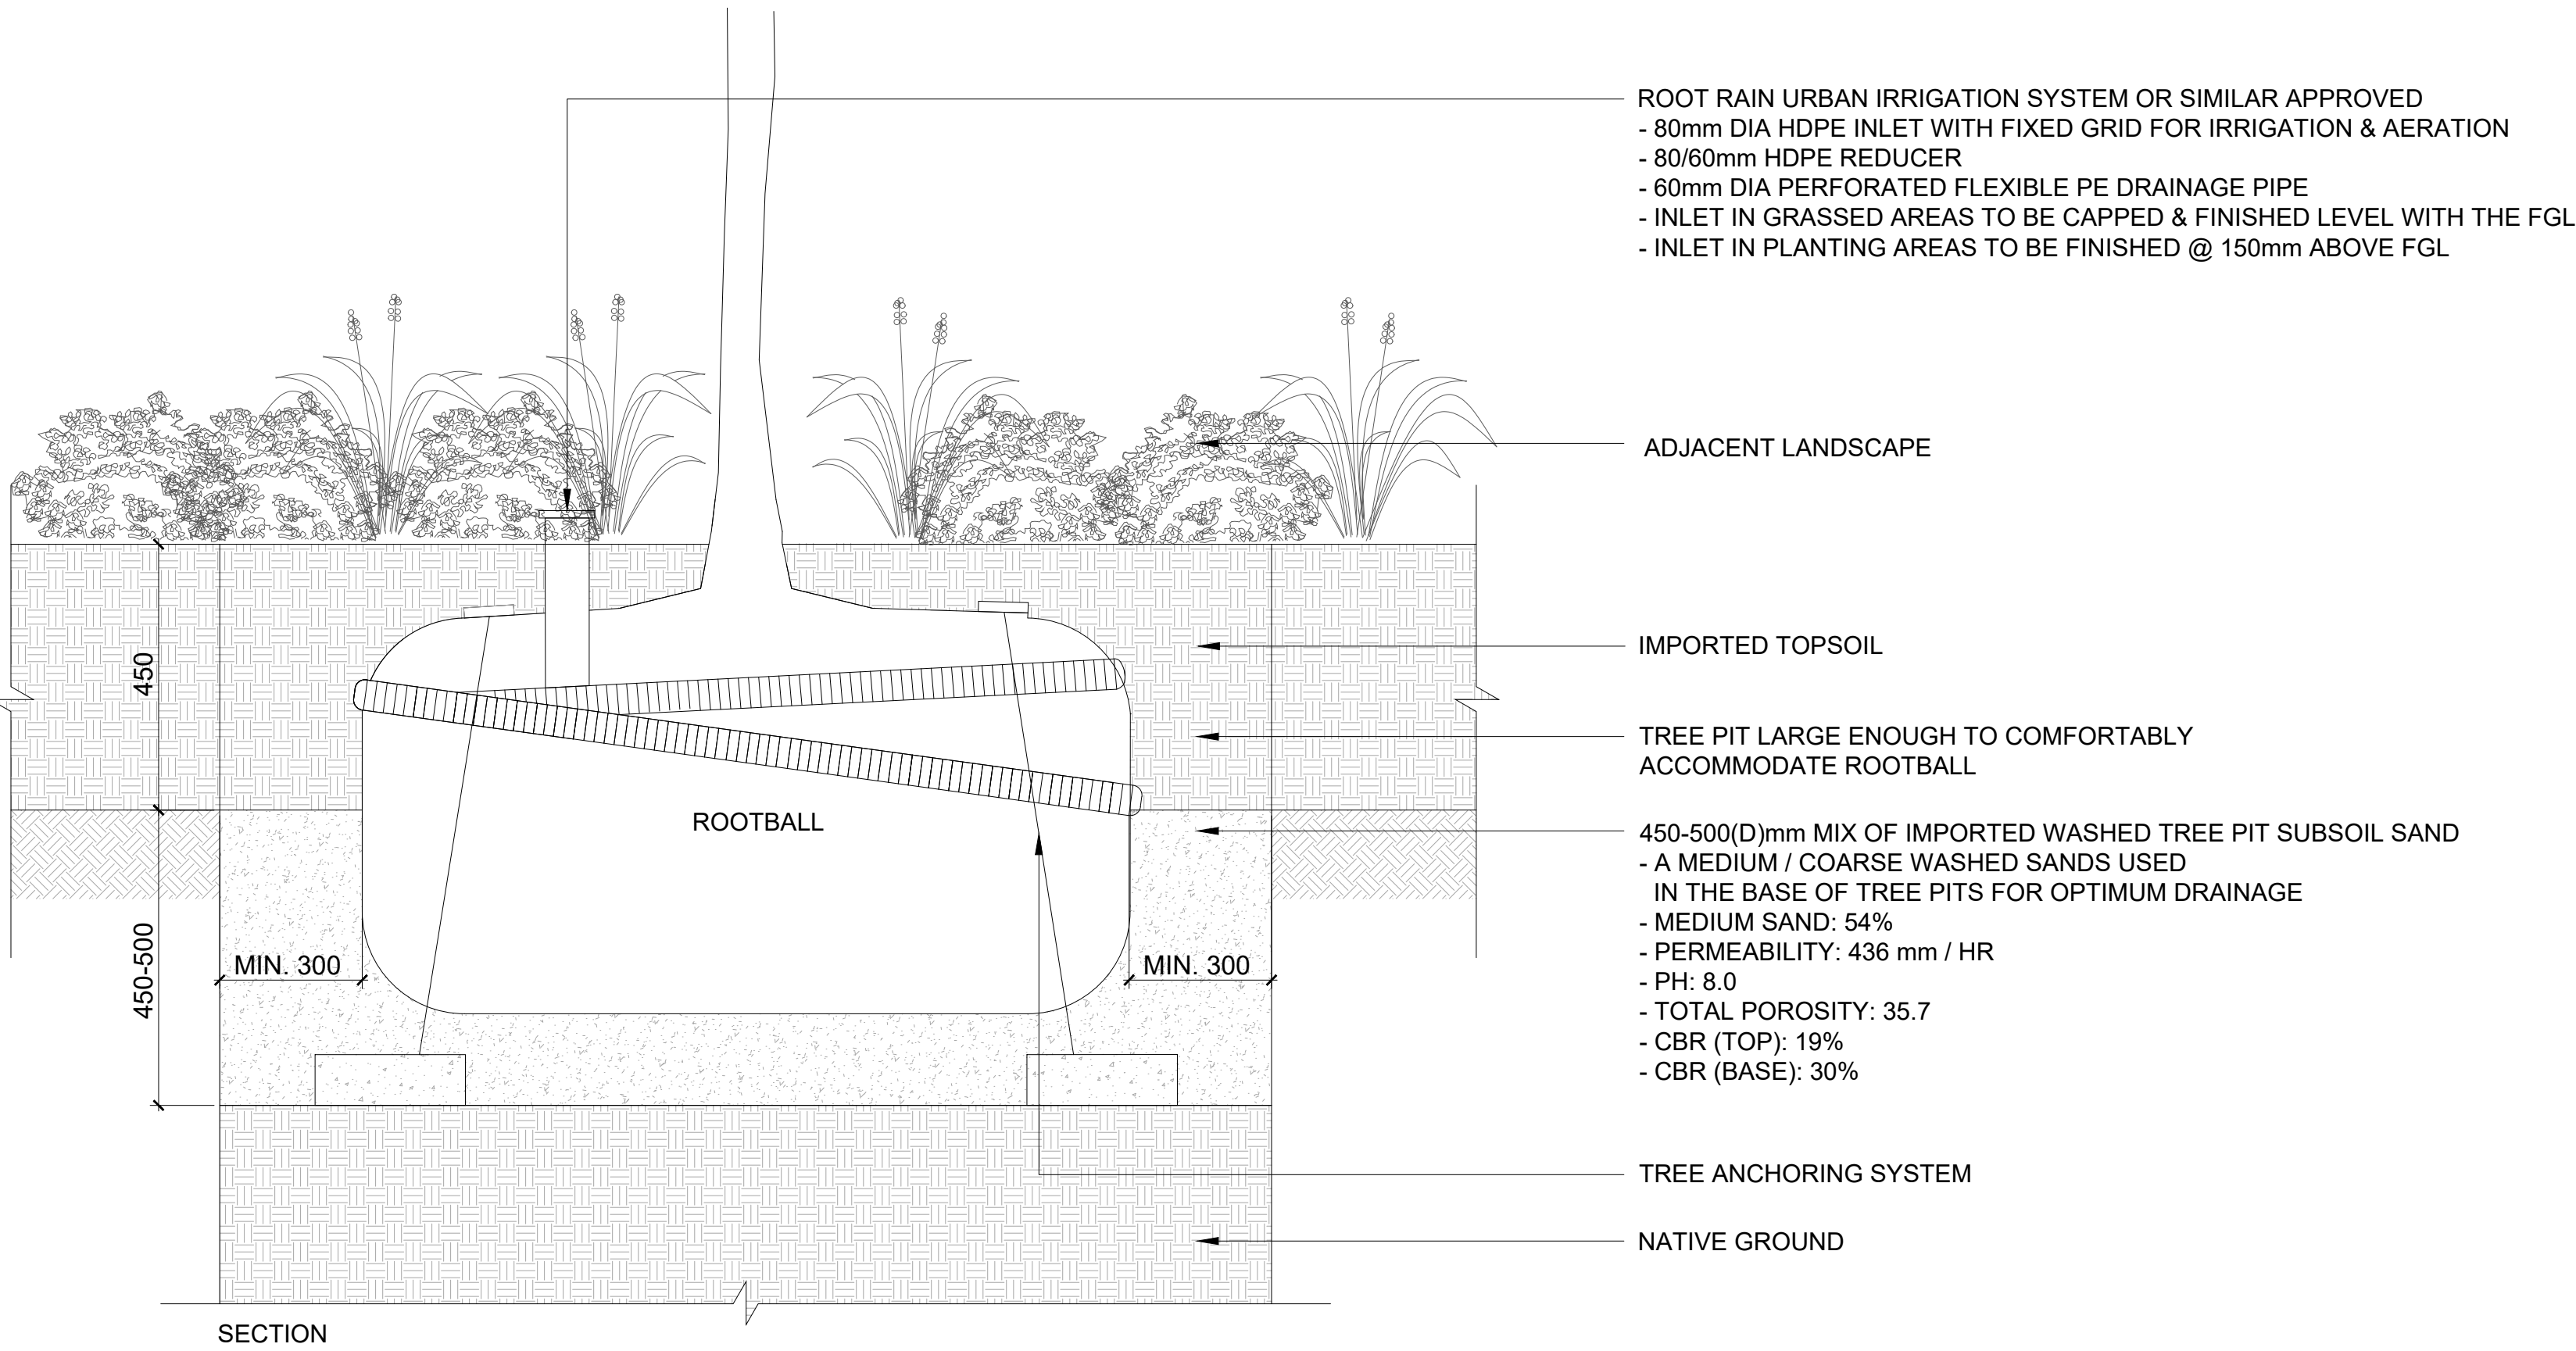 ROOT RAIN URBAN IRRIGATION SYSTEM OR SIMILAR APPROVED
- 80mm DIA HDPE INLET WITH FIXED GRID FOR IRRIGATION & AERATION
- 80/60mm HDPE REDUCER
- 60mm DIA PERFORATED FLEXIBLE PE DRAINAGE PIPE
- INLET IN GRASSED AREAS TO BE CAPPED & FINISHED LEVEL WITH THE FGL
- INLET IN PLANTING AREAS TO BE FINISHED @ 150mm ABOVE FGL
ADJACENT LANDSCAPE
IMPORTED TOPSOIL
TREE PIT LARGE ENOUGH TO COMFORTABLY
ACCOMMODATE ROOTBALL
450-500(D)mm MIX OF IMPORTED WASHED TREE PIT SUBSOIL SAND
- A MEDIUM / COARSE WASHED SANDS USED
IN THE BASE OF TREE PITS FOR OPTIMUM DRAINAGE
- MEDIUM SAND: 54%
- PERMEABILITY: 436 mm / HR
- PH: 8.0
- TOTAL POROSITY: 35.7
- CBR (TOP): 19%
- CBR (BASE): 30%
TREE ANCHORING SYSTEM
NATIVE GROUND
450
450-500
ROOTBALL
MIN. 300
MIN. 300
SECTION